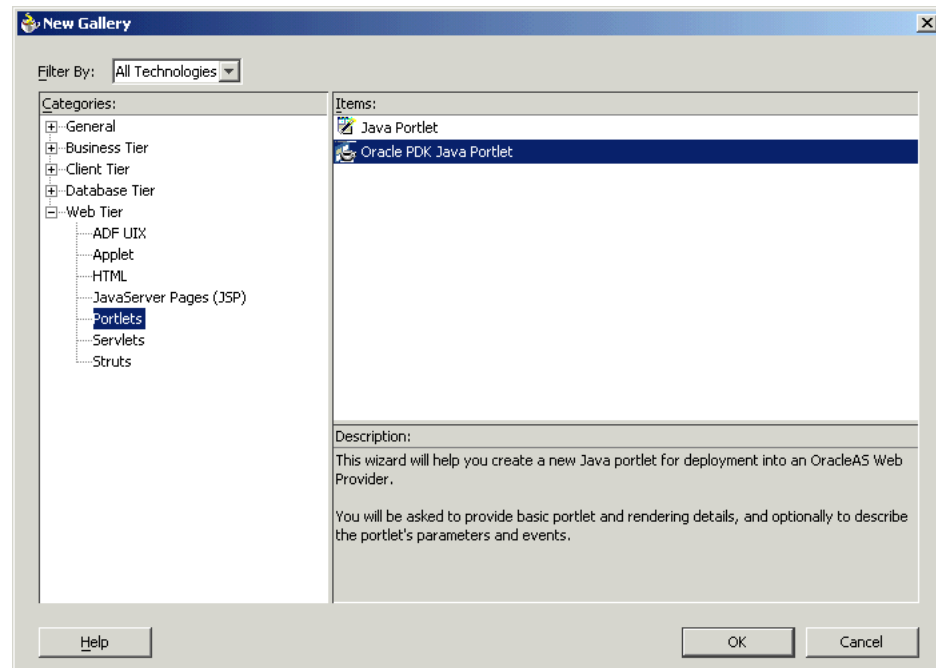 New Gallery
Filter By: All Technologies
Categories:
General
Business Tier
Client Tier
Database Tier
Web Tier
ADF UIX
Applet
HTML
JavaServer Pages (JSP)
Portlets
Servlets
Struts
Items:
Java Portlet
Oracle PDK Java Portlet
Description:
This wizard will help you create a new Java portlet for deployment into an OracleAS Web
Provider.
You will be asked to provide basic portlet and rendering details, and optionally to describe
the portlet's parameters and events.
Help OK Cancel